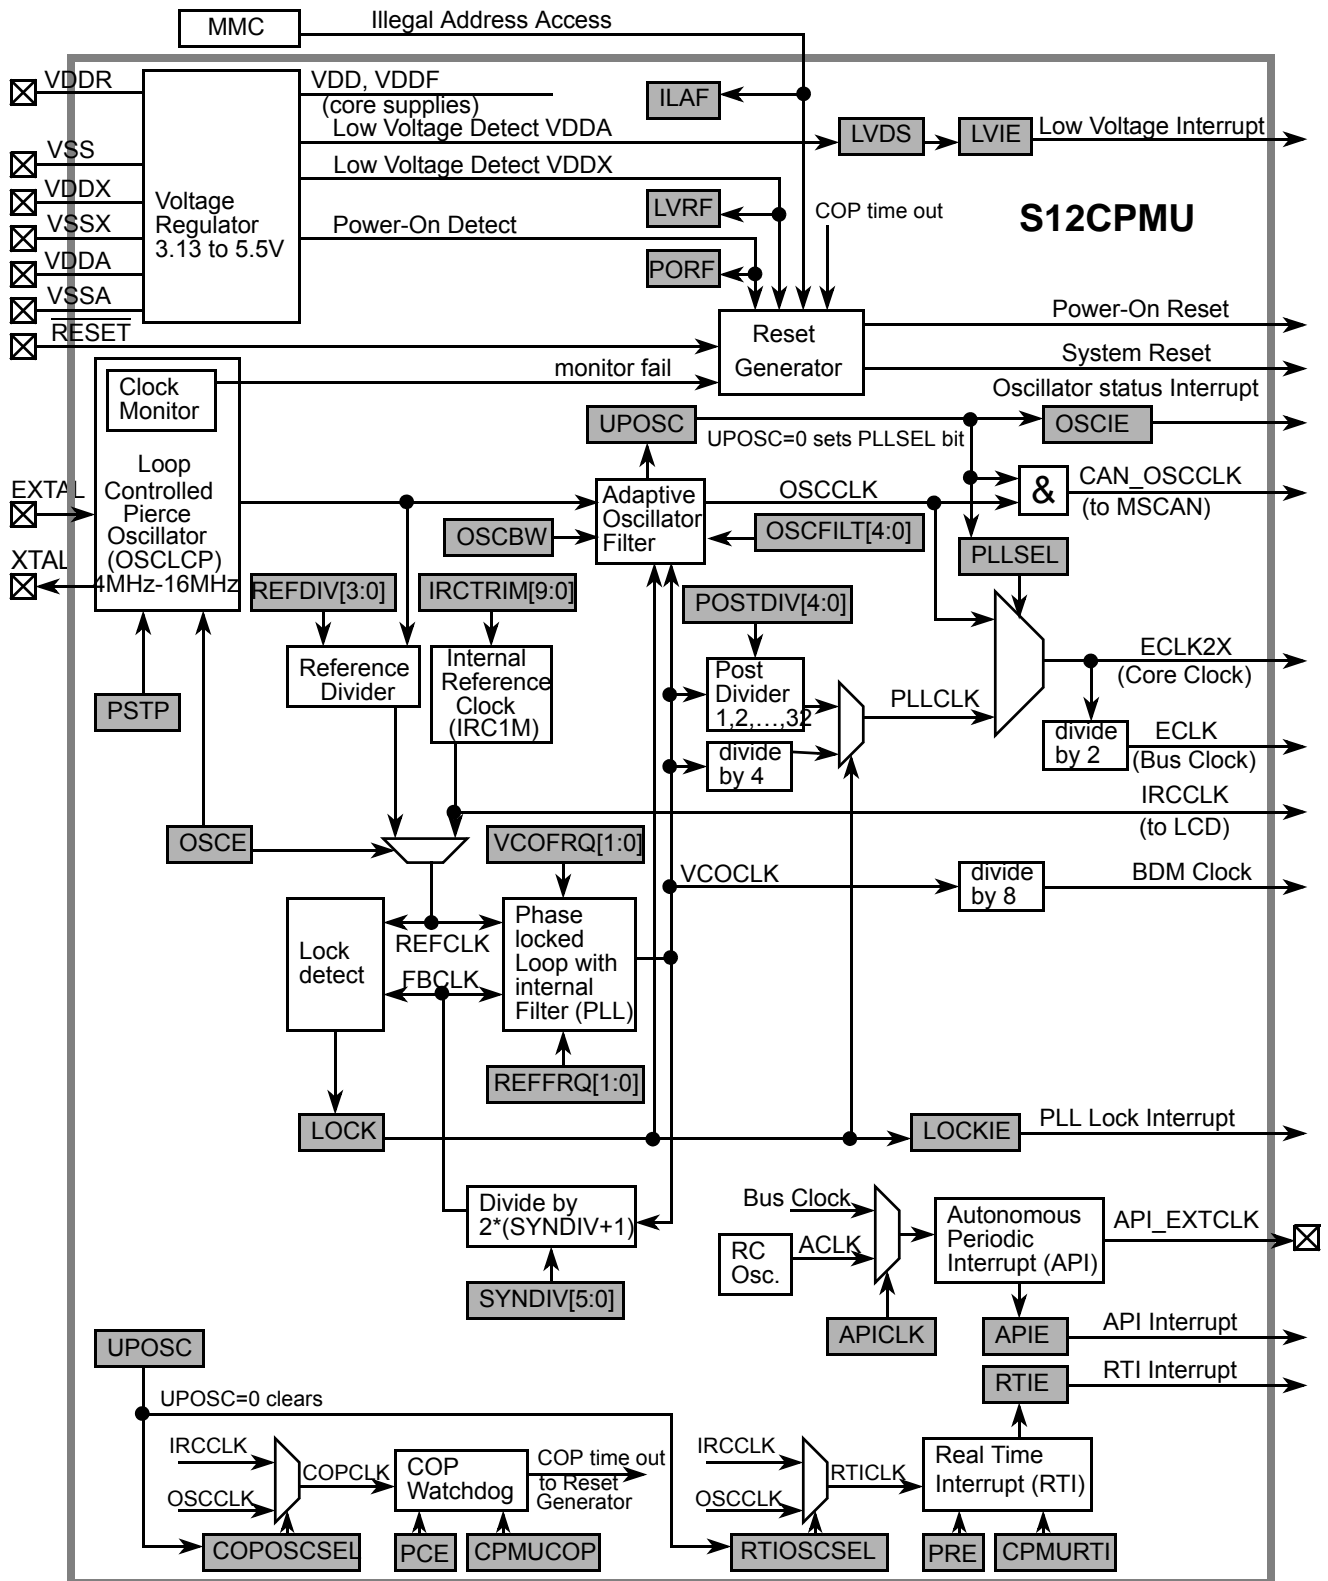 MMC
Illegal Address Access
VDDR
VDD, VDDF
(core supplies)
ILAF
Low Voltage Detect VDDA
LVDS
LVIE
Low Voltage Interrupt
VSS
Low Voltage Detect VDDX
VDDX
Voltage
Regulator
3.13 to 5.5V
LVRF
COP time out
S12CPMU
VSSX
Power-On Detect
VDDA
PORF
VSSA
RESET
Reset
Generator
Power-On Reset
System Reset
monitor fail
Clock
Monitor
Oscillator status Interrupt
UPOSC
UPOSC=0 sets PLLSEL bit
OSCIE
Loop
Controlled
Pierce
Oscillator
(OSCLCP)
4MHz-16MHz
EXTAL
XTAL
Adaptive
Oscillator
Filter
OSCCLK
&
CAN_OSCCLK
(to MSCAN)
OSCBW
OSCFILT[4:0]
PLLSEL
REFDIV[3:0]
IRCTRIM[9:0]
POSTDIV[4:0]
Reference
Divider
Internal
Reference
Clock
(IRC1M)
Post
Divider
1,2,…,32
PLLCLK
ECLK2X
(Core Clock)
PSTP
divide
by 4
divide
by 2
ECLK
(Bus Clock)
IRCCLK
(to LCD)
OSCE
VCOFRQ[1:0]
VCOCLK
divide
by 8
BDM Clock
Lock
detect
REFCLK
FBCLK
Phase
locked
Loop with
internal
Filter (PLL)
REFFRQ[1:0]
LOCK
LOCKIE
PLL Lock Interrupt
Divide by
2*(SYNDIV+1)
SYNDIV[5:0]
Bus Clock
RC
Osc.
ACLK
Autonomous
Periodic
Interrupt (API)
API_EXTCLK
APICLK
APIE
API Interrupt
UPOSC
RTIE
RTI Interrupt
UPOSC=0 clears
IRCCLK
OSCCLK
COPCLK
COP
Watchdog
COP time out
to Reset
Generator
IRCCLK
OSCCLK
RTICLK
Real Time
Interrupt (RTI)
COPOSCSEL
PCE
CPMUCOP
RTIOSCSEL
PRE
CPMURTI